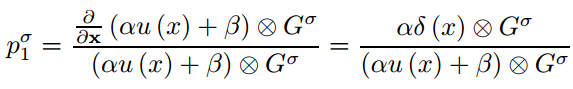 p_1^σ = \frac{\frac{∂}{∂\mathbf{x}} (αu (x) + β) ⊗ G^σ}{(αu (x) + β) ⊗ G^σ} = \frac{αδ (x) ⊗ G^σ}{(αu (x) + β) ⊗ G^σ}